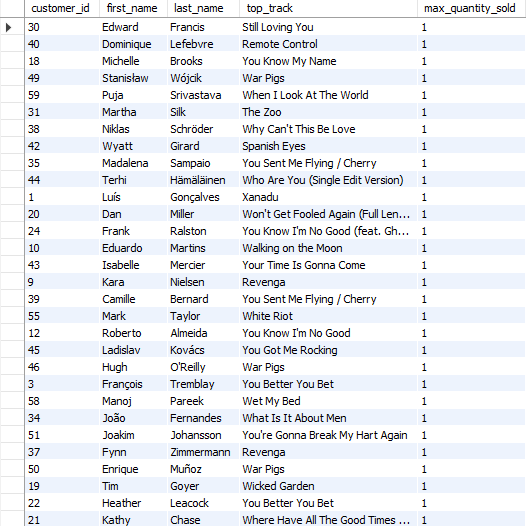 customer_id first_name last_name top_track max_quantity_sold
30 Edward Francis Still Loving You 1
40 Dominique Lefebvre Remote Control 1
18 Michelle Brooks You Know My Name 1
49 Stanisław Wójcik War Pigs 1
59 Puja Srivastava When I Look At The World 1
31 Martha Silk The Zoo 1
38 Niklas Schröder Why Can't This Be Love 1
42 Wyatt Girard Spanish Eyes 1
35 Madalena Sampaio You Sent Me Flying / Cherry 1
44 Terhi Hämäläinen Who Are You (Single Edit Version) 1
1 Luís Gonçalves Xanadu 1
20 Dan Miller Won't Get Fooled Again (Full Len... 1
24 Frank Ralston You Know I'm No Good (feat. Gh... 1
10 Eduardo Martins Walking on the Moon 1
43 Isabelle Mercier Your Time Is Gonna Come 1
9 Kara Nielsen Revenga 1
39 Camille Bernard You Sent Me Flying / Cherry 1
55 Mark Taylor White Riot 1
12 Roberto Almeida You Know I'm No Good 1
45 Ladislav Kovács You Got Me Rocking 1
46 Hugh O'Reilly War Pigs 1
3 François Tremblay You Better You Bet 1
58 Manoj Pareek Wet My Bed 1
34 João Fernandes What Is It About Men 1
51 Joakim Johansson You're Gonna Break My Hart Again 1
37 Fynn Zimmermann Revenga 1
50 Enrique Muñoz War Pigs 1
19 Tim Goyer Wicked Garden 1
22 Heather Leacock You Better You Bet 1
21 Kathy Chase Where Have All The Good Times ... 1